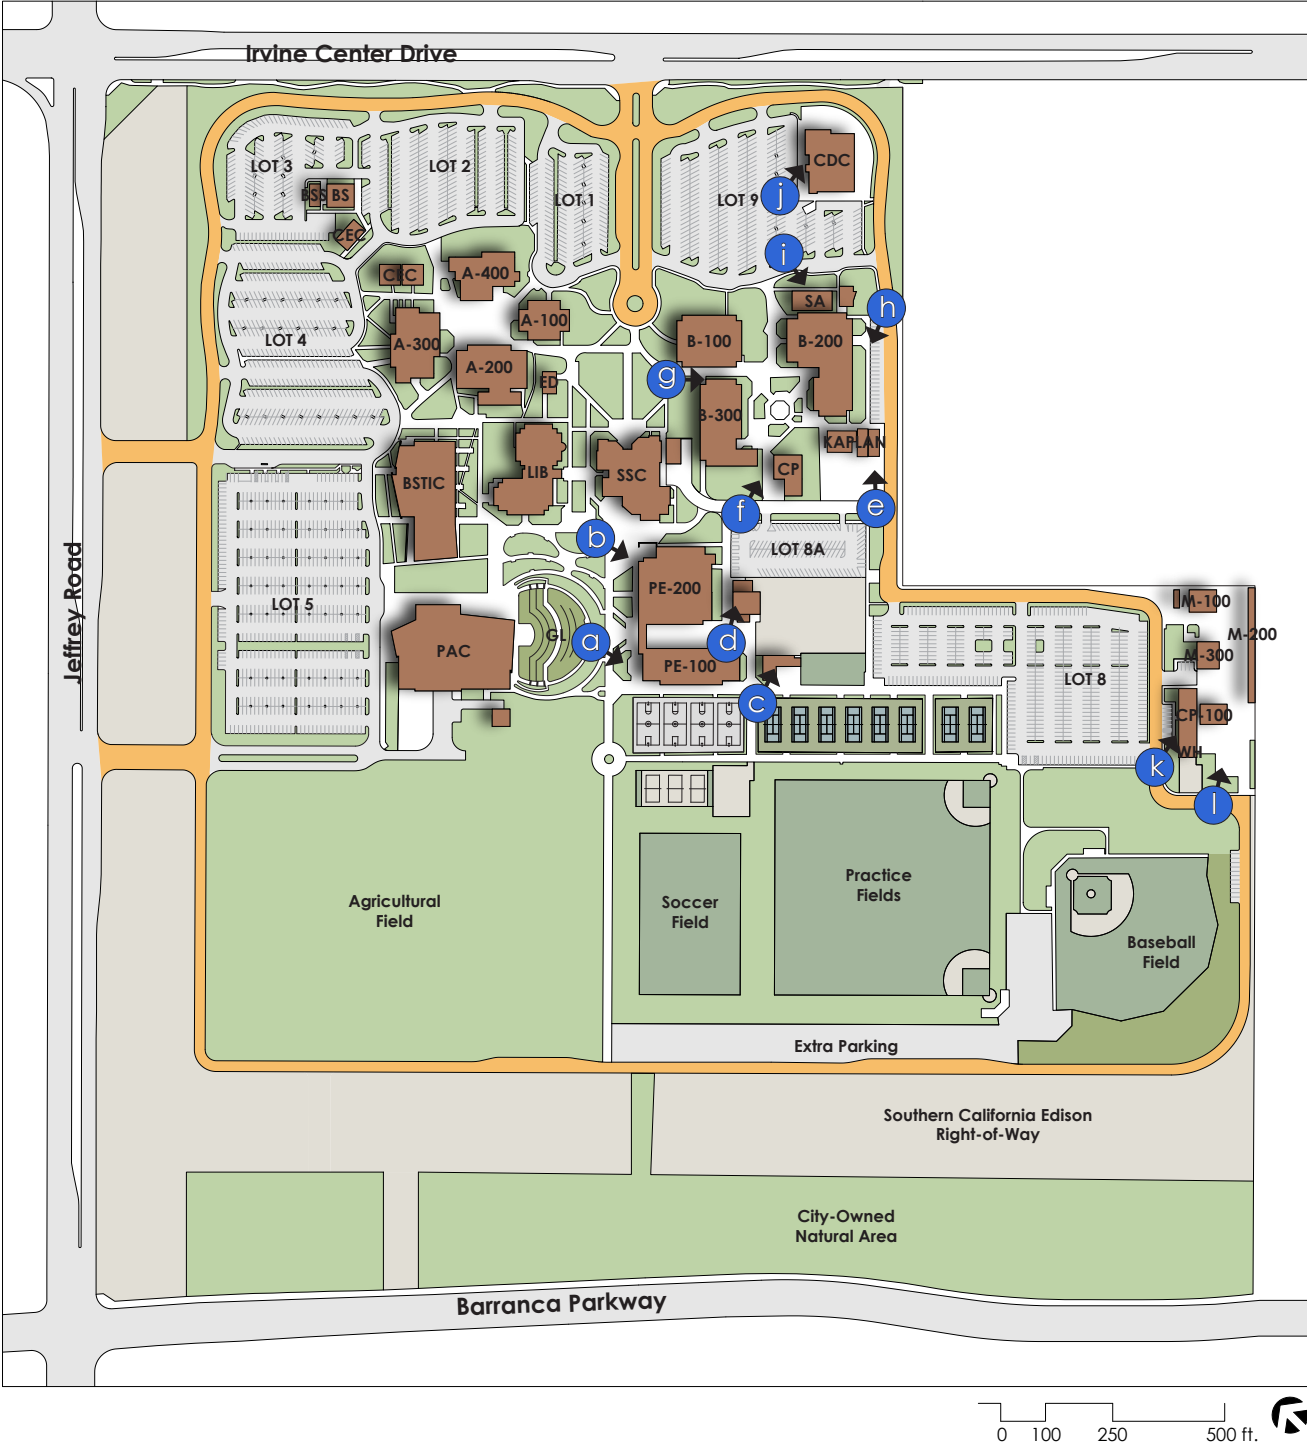 Irvine Center Drive
Jeffrey Road
LOT 3
LOT 2
LOT 1
LOT 9
CDC
j
BSS
BS
CEC
CEC
A-400
i
SA
h
A-100
LOT 4
A-300
B-100
B-200
A-200
ED
g
B-300
KAPLAN
BSTIC
LIB
SSC
CP
f
e
b
LOT 8A
LOT 5
PE-200
M-100
GL
a
d
M-200
PAC
PE-100
M-300
LOT 8
c
CP-100
WH
k
l
Agricultural
Field
Soccer
Field
Practice
Fields
Baseball
Field
Extra Parking
Southern California Edison
Right-of-Way
City-Owned
Natural Area
Barranca Parkway
0 100 250 500 ft.